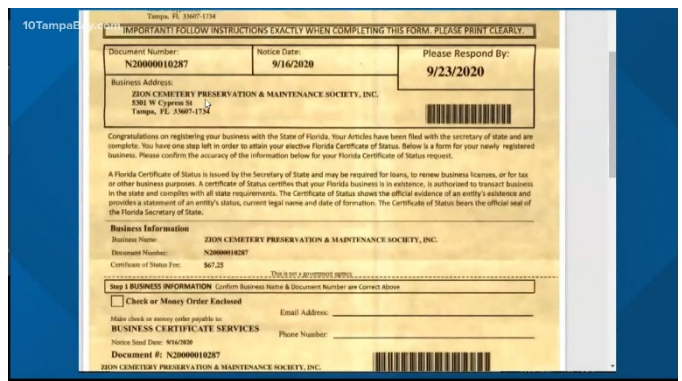 Tampa, FL 33607-1734
10TampaBay.com
IMPORTANT! FOLLOW INSTRUCTIONS EXACTLY WHEN COMPLETING THIS FORM. PLEASE PRINT CLEARLY.
Document Number:
N20000010287
Notice Date:
9/16/2020
Please Respond By:
9/23/2020
Business Address:
ZION CEMETERY PRESERVATION & MAINTENANCE SOCIETY, INC.
5301 W Cypress St
Tampa, FL 33607-1734
Congratulations on registering your business with the State of Florida. Your Articles have been filed with the secretary of state and are
complete. You have one step left in order to attain your elective Florida Certificate of Status. Below is a form for your newly registered
business. Please confirm the accuracy of the information below for your Florida Certificate of Status request.
A Florida Certificate of Status is issued by the Secretary of State and may be required for loans, to renew business licenses, or for tax
or other business purposes. A certificate of Status certifies that your Florida business is in existence, is authorized to transact business
in the state and complies with all state requirements. The Certificate of Status shows the official evidence of an entity's existence and
provides a statement of an entity's status, current legal name and date of formation. The Certificate of Status bears the official seal of
the Florida Secretary of State.
Business Information
Business Name: ZION CEMETERY PRESERVATION & MAINTENANCE SOCIETY, INC.
Document Number: N20000010287
Certificate of Status Fee: $67.25
This is not a government agency
Step 1 BUSINESS INFORMATION Confirm Business Name & Document Number are Correct Above
Check or Money Order Enclosed
Email Address:
Make check or money order payable to:
BUSINESS CERTIFICATE SERVICES
Phone Number:
Notice Send Date: 9/16/2020
Document #: N20000010287
ZION CEMETERY PRESERVATION & MAINTENANCE SOCIETY, INC.